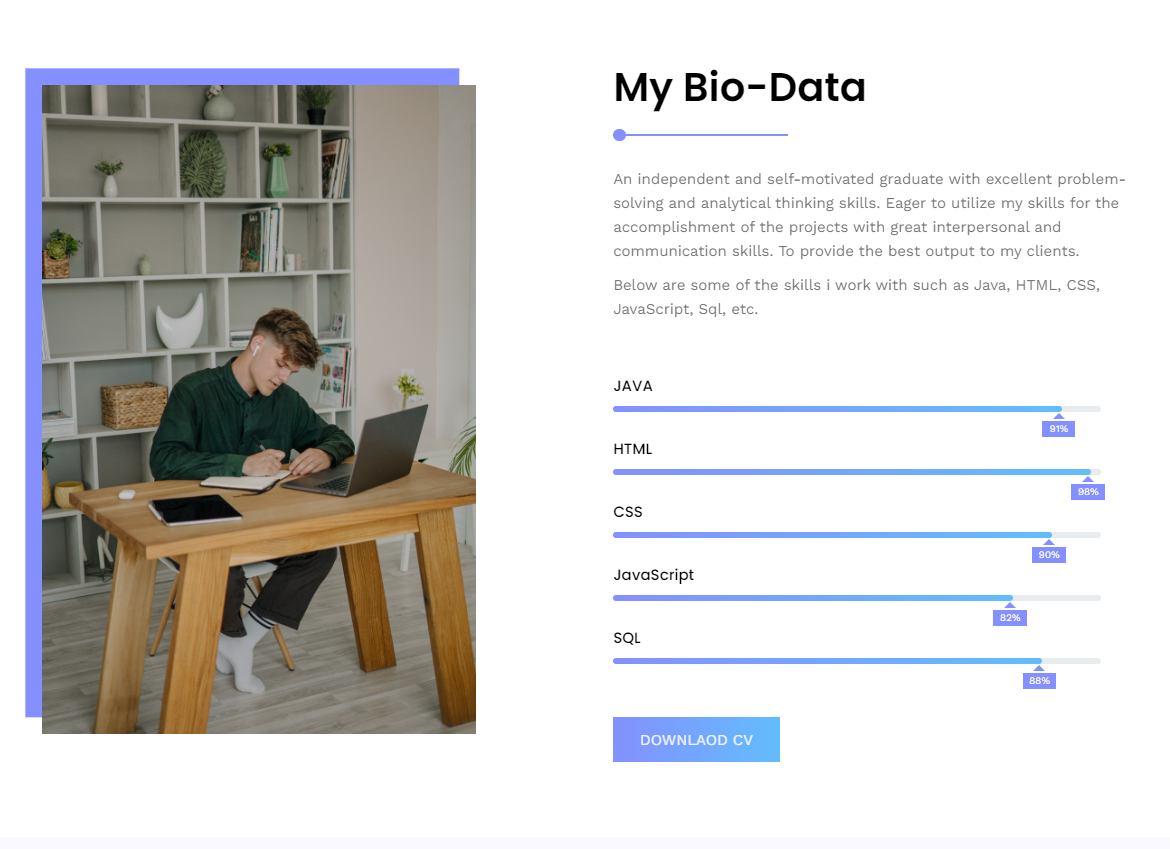 My Bio-Data
An independent and self-motivated graduate with excellent problem-
solving and analytical thinking skills. Eager to utilize my skills for the
accomplishment of the projects with great interpersonal and
communication skills. To provide the best output to my clients.
Below are some of the skills i work with such as Java, HTML, CSS,
JavaScript, Sql, etc.
JAVA
91%
HTML
98%
CSS
90%
JavaScript
82%
SQL
88%
DOWNLAOD CV